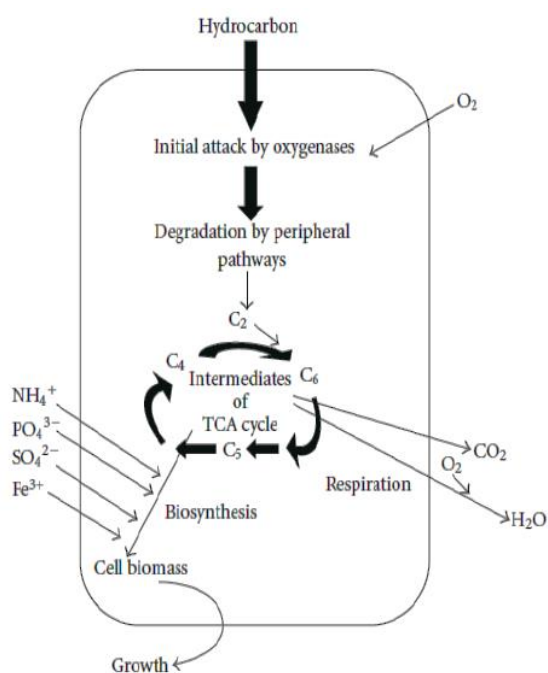 Hydrocarbon
O₂
Initial attack by oxygenases
Degradation by peripheral
pathways
C₂
C₄
C₆
Intermediates
of
TCA cycle
C₅
NH₄⁺
PO₄³⁻
SO₄²⁻
Fe³⁺
CO₂
O₂
Respiration
H₂O
Biosynthesis
Cell biomass
Growth